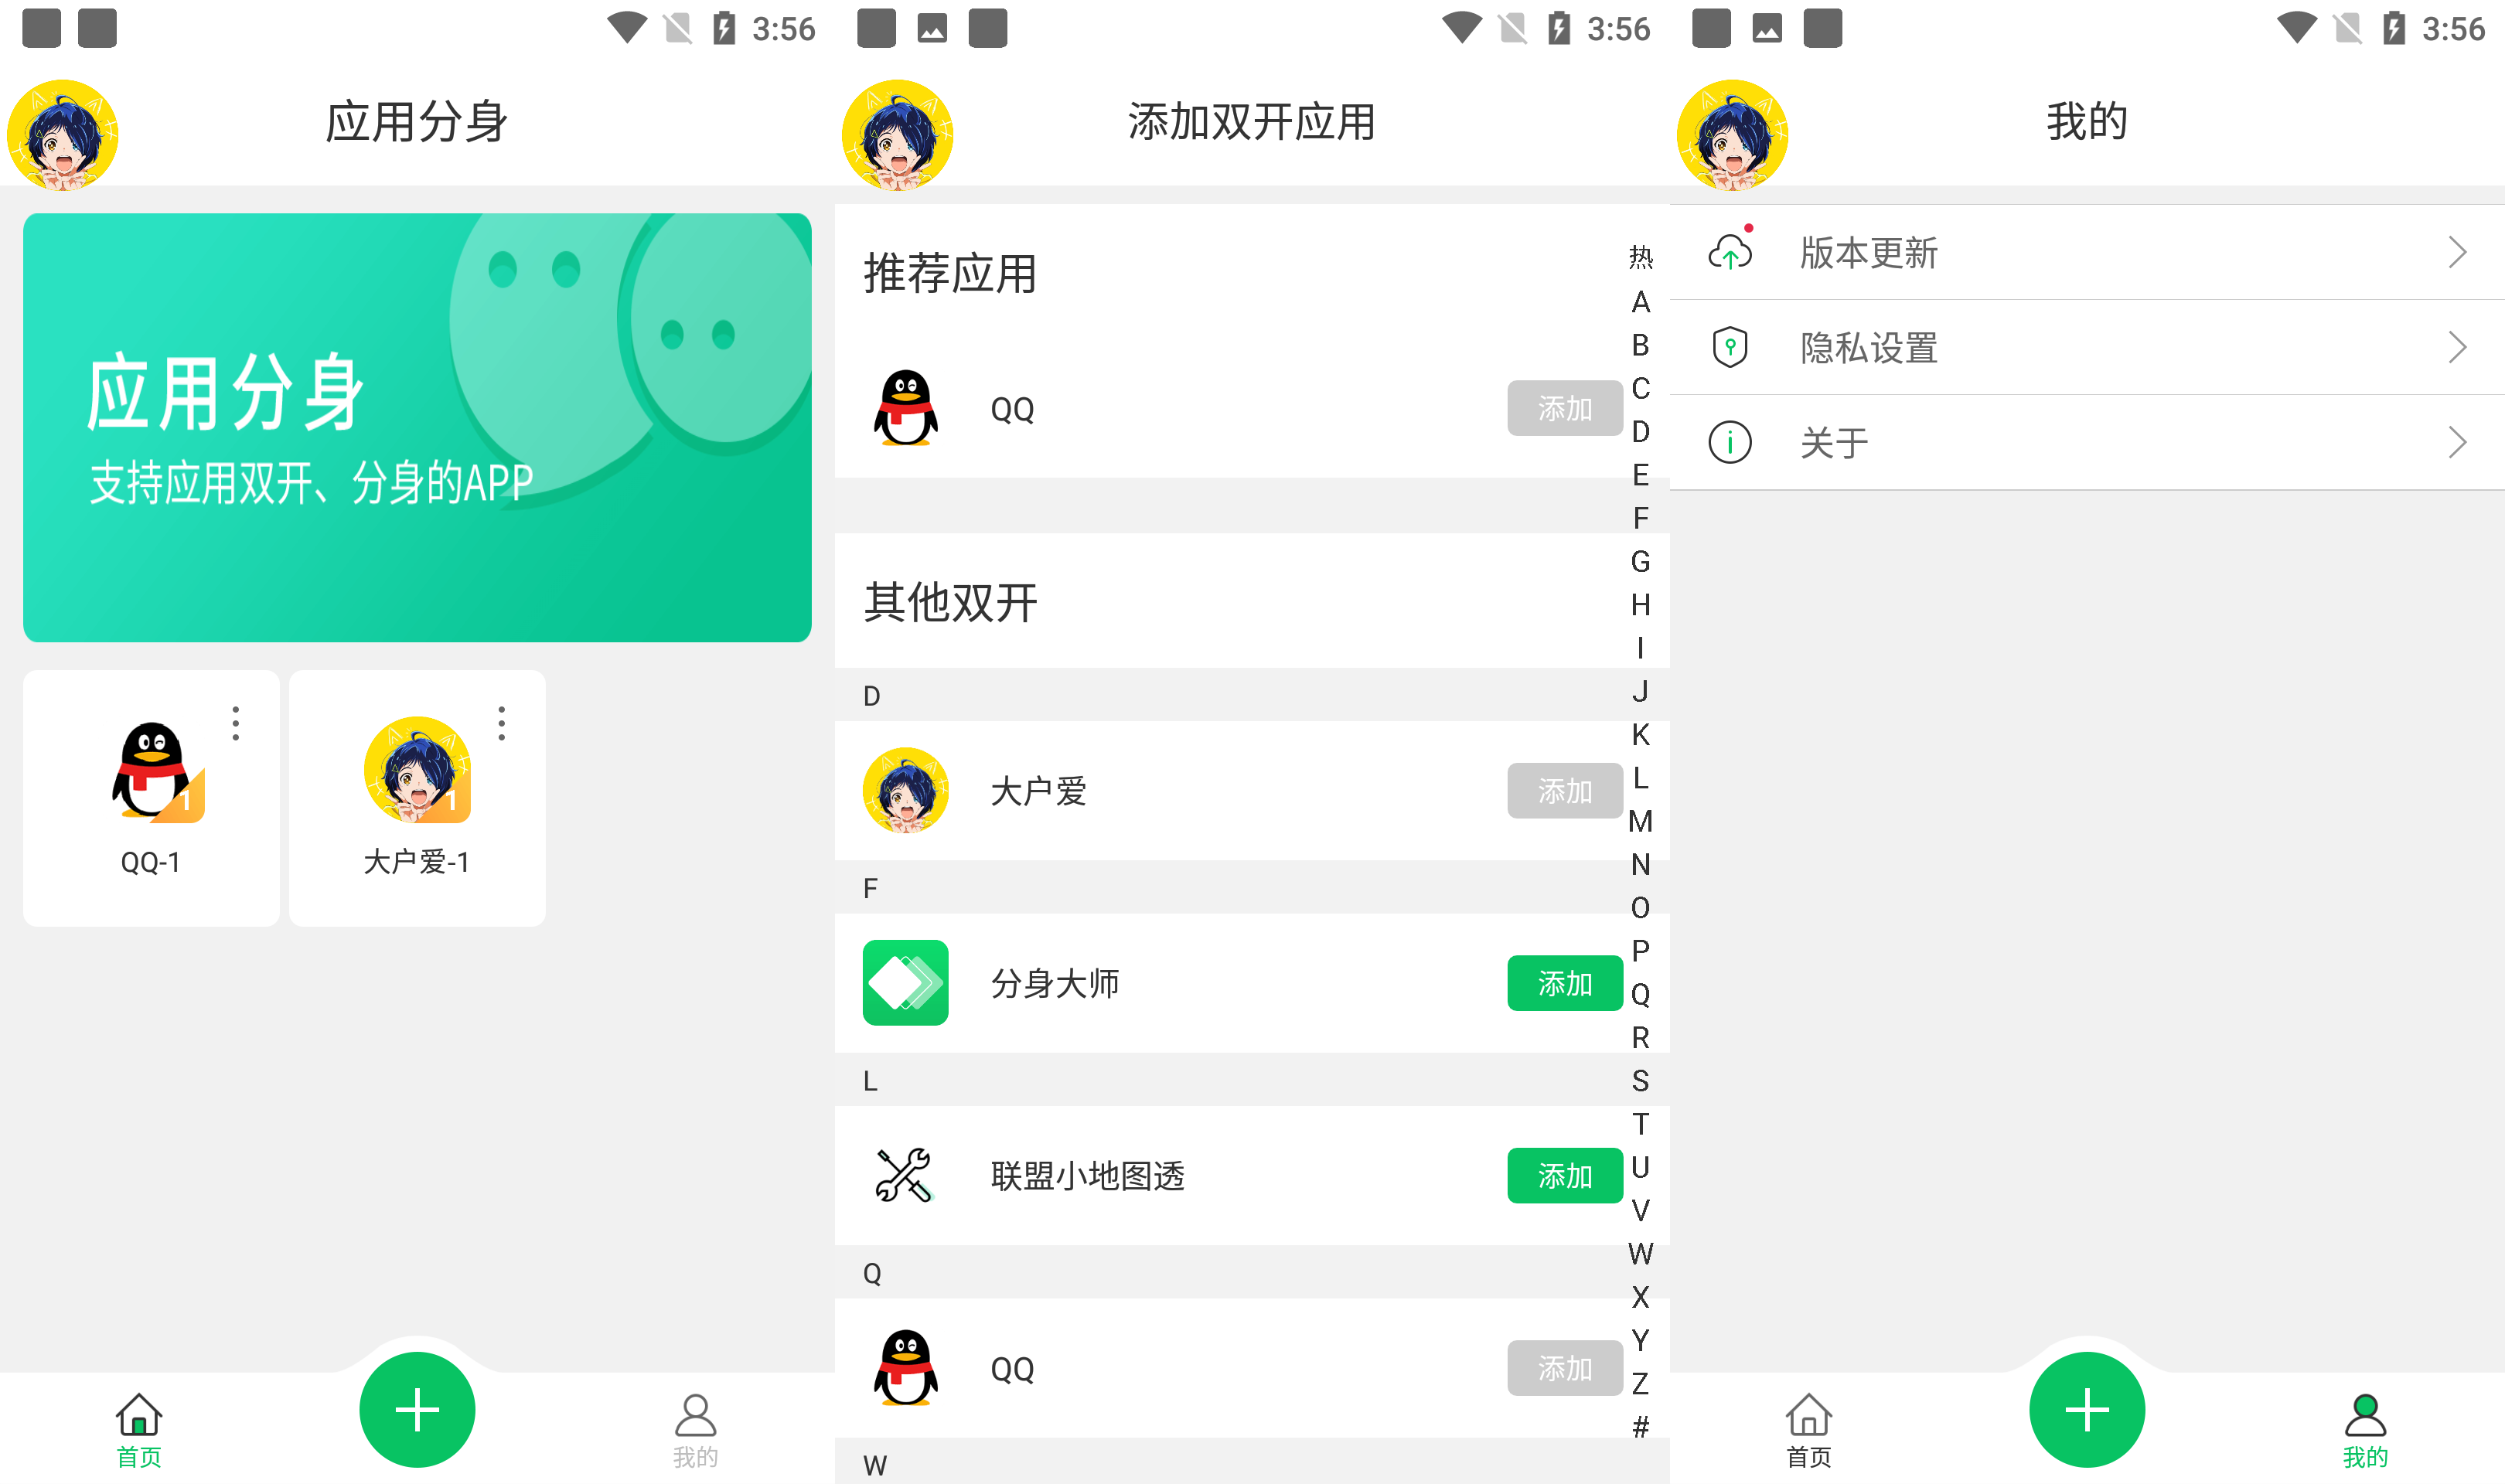 3:56
应用分身
应用分身
支持应用双开、分身的APP
1
QQ-1
1
大户爱-1
首页
我的
3:56
添加双开应用
推荐应用
QQ
添加
其他双开
D
大户爱
添加
F
分身大师
添加
L
联盟小地图透
添加
Q
QQ
添加
W
热
A
B
C
D
E
F
G
H
I
J
K
L
M
N
O
P
Q
R
S
T
U
V
W
X
Y
Z
#
3:56
我的
版本更新
隐私设置
关于
首页
我的